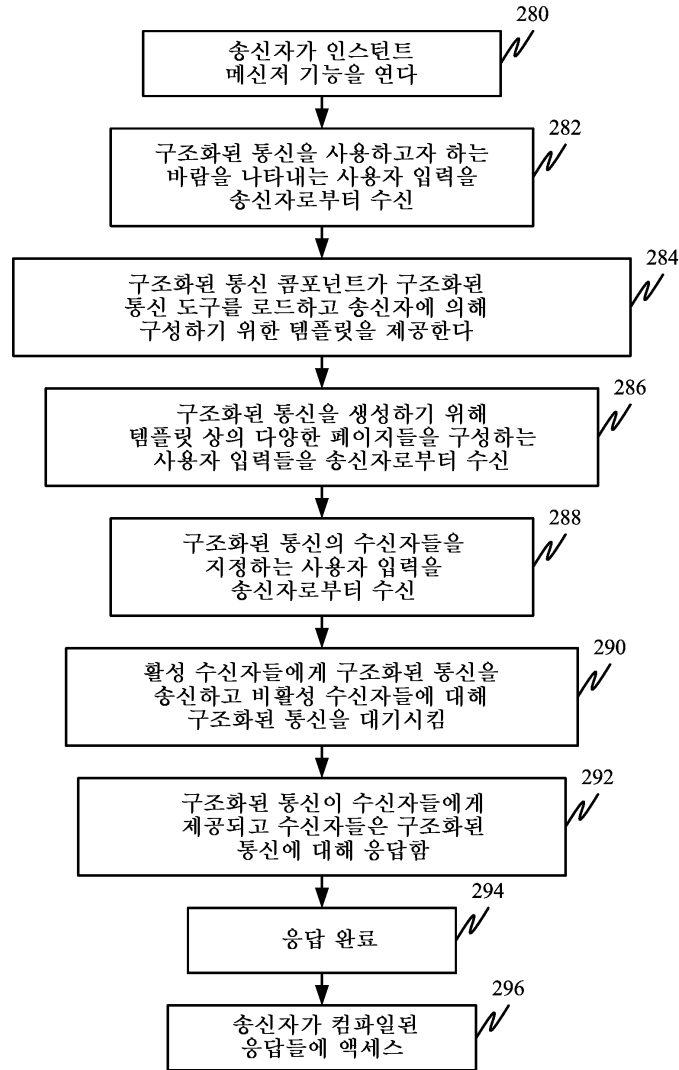 280
송신자가 인스턴트
메신저 기능을 연다
282
구조화된 통신을 사용하고자 하는
바람을 나타내는 사용자 입력을
송신자로부터 수신
284
구조화된 통신 콤포넌트가 구조화된
통신 도구를 로드하고 송신자에 의해
구성하기 위한 템플릿을 제공한다
286
구조화된 통신을 생성하기 위해
템플릿 상의 다양한 페이지들을 구성하는
사용자 입력들을 송신자로부터 수신
288
구조화된 통신의 수신자들을
지정하는 사용자 입력을
송신자로부터 수신
290
활성 수신자들에게 구조화된 통신을
송신하고 비활성 수신자들에 대해
구조화된 통신을 대기시킴
292
구조화된 통신이 수신자들에게
제공되고 수신자들은 구조화된
통신에 대해 응답함
294
응답 완료
296
송신자가 컴파일된
응답들에 액세스